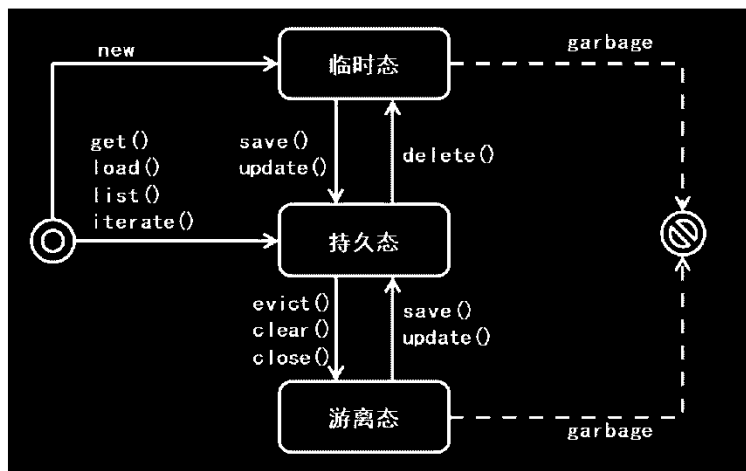 new
临时态
garbage
get()
load()
list()
iterate()
save()
update()
delete()
持久态
evict()
clear()
close()
save()
update()
游离态
garbage